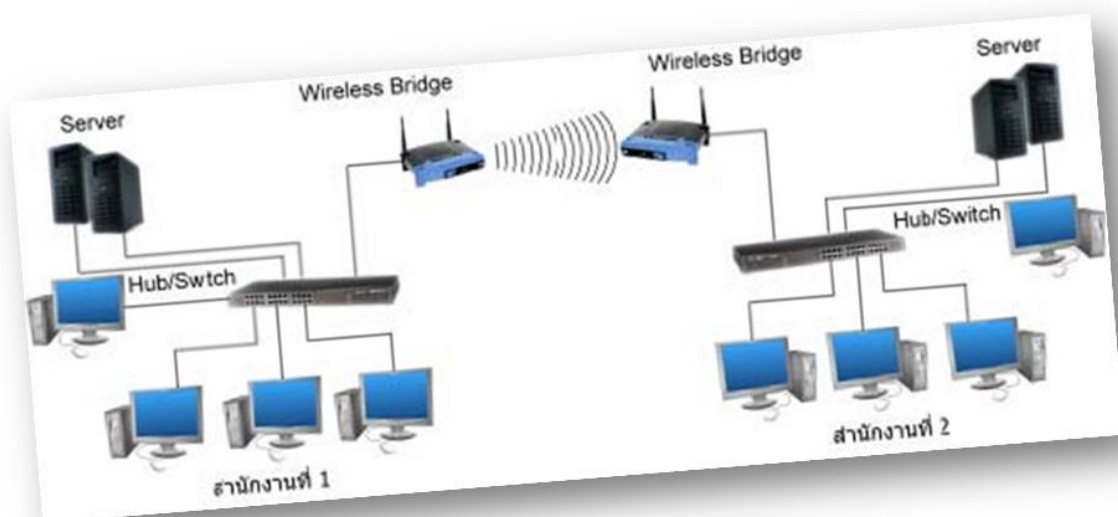 Server
Wireless Bridge
Wireless Bridge
Server
Hub/Swtch
Hub/Switch
สำนักงานที่ 1
สำนักงานที่ 2